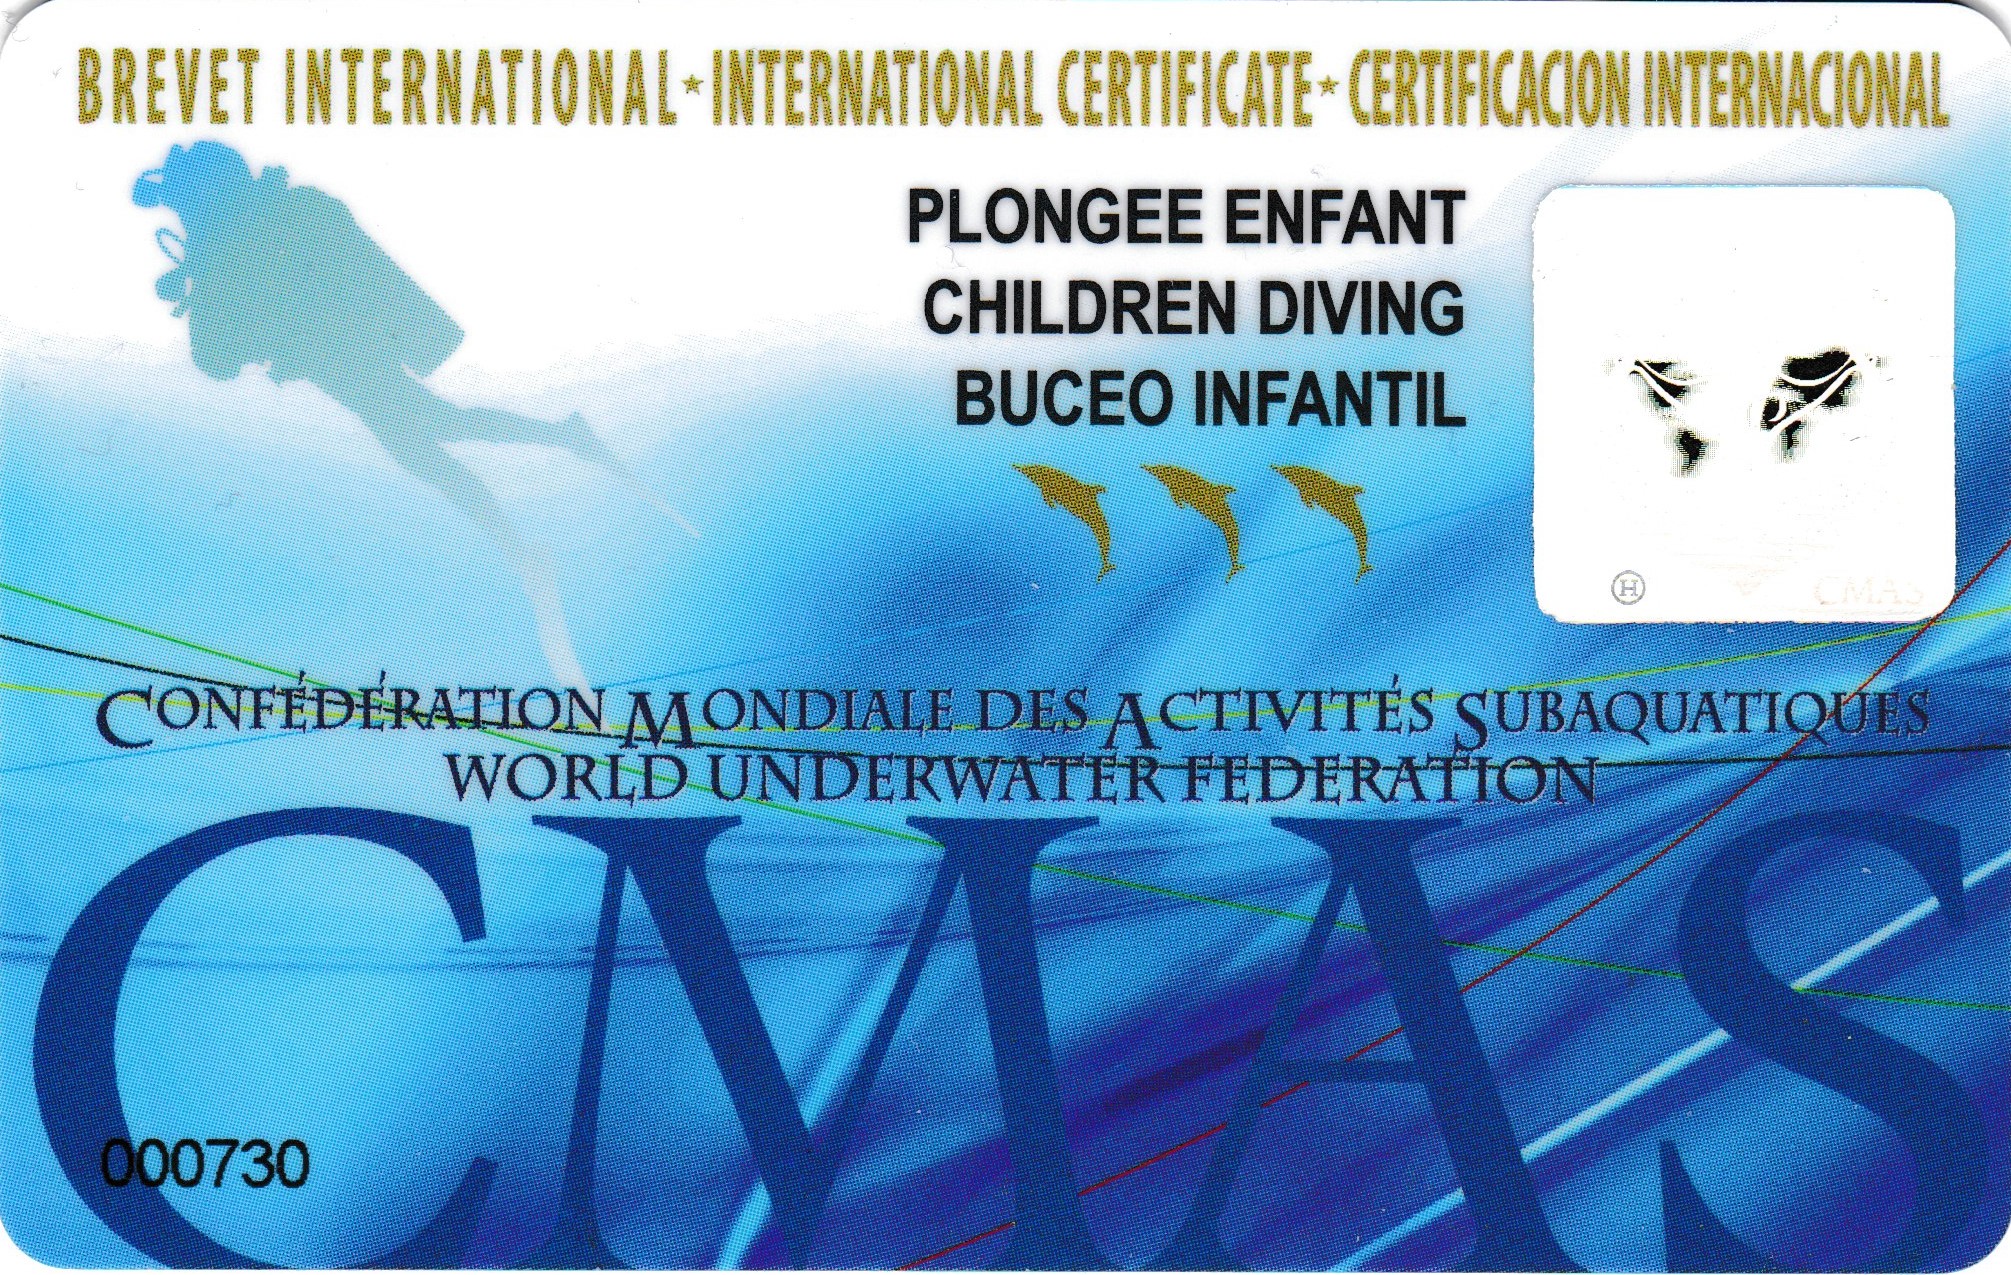 BREVET INTERNATIONAL ★ INTERNATIONAL CERTIFICATE ★ CERTIFICACION INTERNACIONAL
PLONGEE ENFANT
CHILDREN DIVING
BUCEO INFANTIL
Ⓗ CMAS
CONFÉDÉRATION MONDIALE DES ACTIVITÉS SUBAQUATIQUES
WORLD UNDERWATER FEDERATION
CMAS
000730